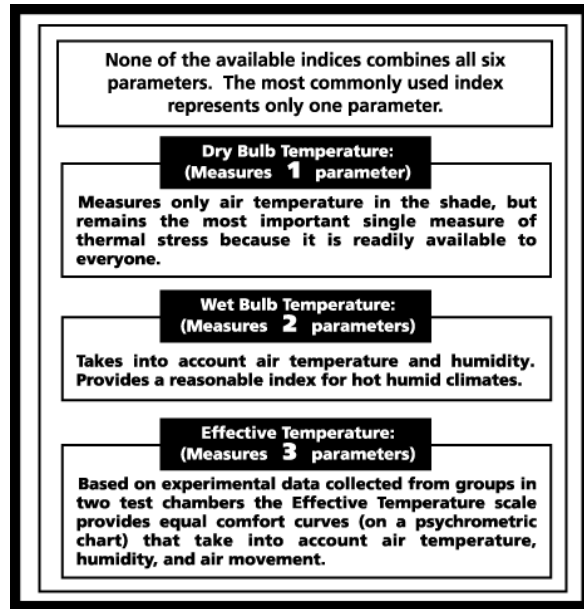 None of the available indices combines all six
parameters. The most commonly used index
represents only one parameter.
Dry Bulb Temperature:
(Measures 1 parameter)
Measures only air temperature in the shade, but
remains the most important single measure of
thermal stress because it is readily available to
everyone.
Wet Bulb Temperature:
(Measures 2 parameters)
Takes into account air temperature and humidity.
Provides a reasonable index for hot humid climates.
Effective Temperature:
(Measures 3 parameters)
Based on experimental data collected from groups in
two test chambers the Effective Temperature scale
provides equal comfort curves (on a psychrometric
chart) that take into account air temperature,
humidity, and air movement.